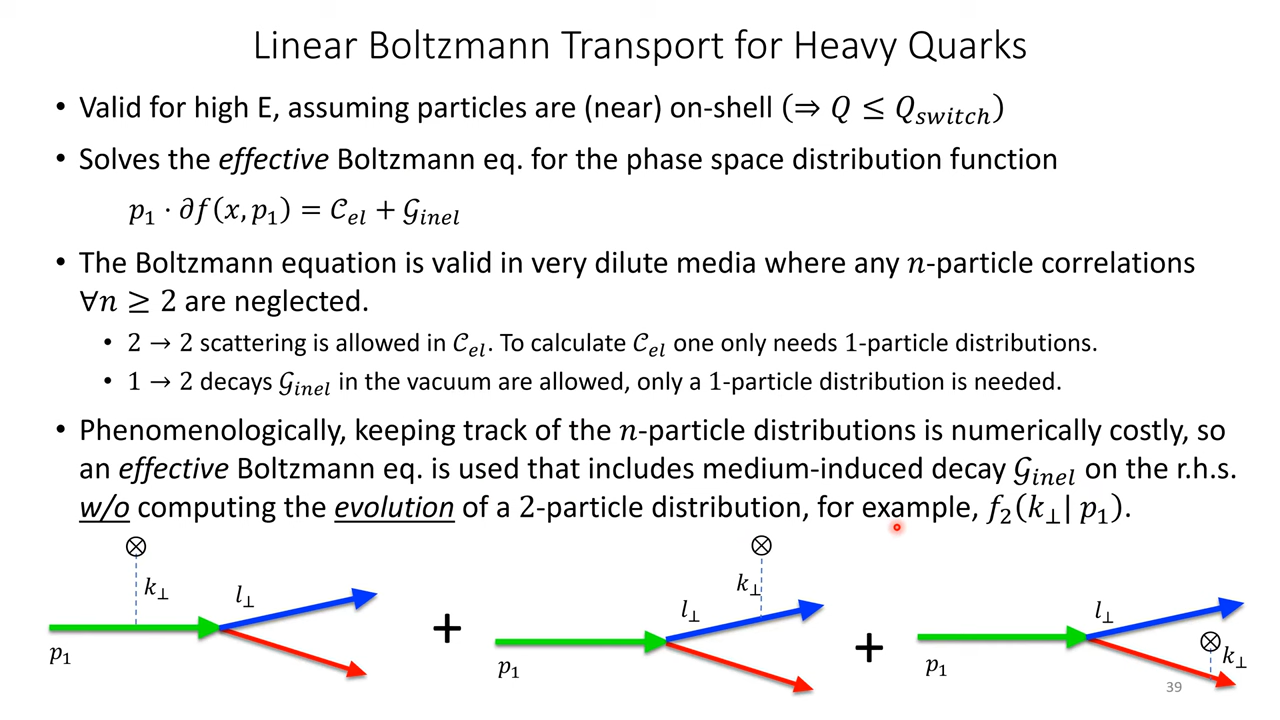 Linear Boltzmann Transport for Heavy Quarks
• Valid for high E, assuming particles are (near) on-shell (⇒ Q ≤ Q_switch)
• Solves the effective Boltzmann eq. for the phase space distribution function
p₁ · ∂f(x, p₁) = 𝒞_el + 𝒢_inel
• The Boltzmann equation is valid in very dilute media where any n-particle correlations
∀n ≥ 2 are neglected.
• 2 → 2 scattering is allowed in 𝒞_el. To calculate 𝒞_el one only needs 1-particle distributions.
• 1 → 2 decays 𝒢_inel in the vacuum are allowed, only a 1-particle distribution is needed.
• Phenomenologically, keeping track of the n-particle distributions is numerically costly, so
an effective Boltzmann eq. is used that includes medium-induced decay 𝒢_inel on the r.h.s.
w/o computing the evolution of a 2-particle distribution, for example, f₂(k⊥| p₁).
⊗ k⊥ l⊥ p₁
+
⊗ k⊥ l⊥ p₁
+
l⊥ ⊗ k⊥ p₁
39